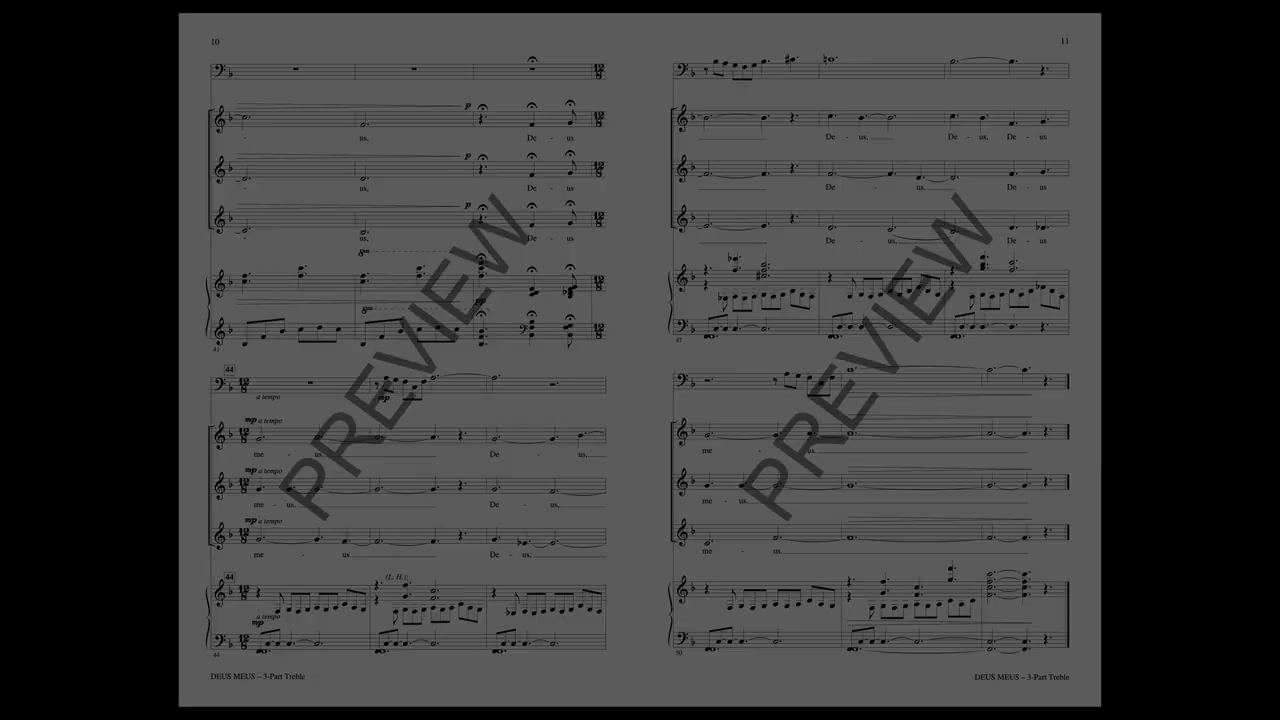 10
p
- us, De - us
p
- us, De - us
p
- us, De - us
8va
8va
41
44
a tempo
mp
mp a tempo
me - us. De - us,
mp a tempo
me - us. De - us,
mp a tempo
me - us. De - us,
44
(L. H.)
a tempo
mp
44
DEUS MEUS – 3-Part Treble
PREVIEW
11
De - us, De - us, De - us
De - us, De - us
De - us, De - us
47
me - us.
me - us.
me - us.
50
DEUS MEUS – 3-Part Treble
PREVIEW